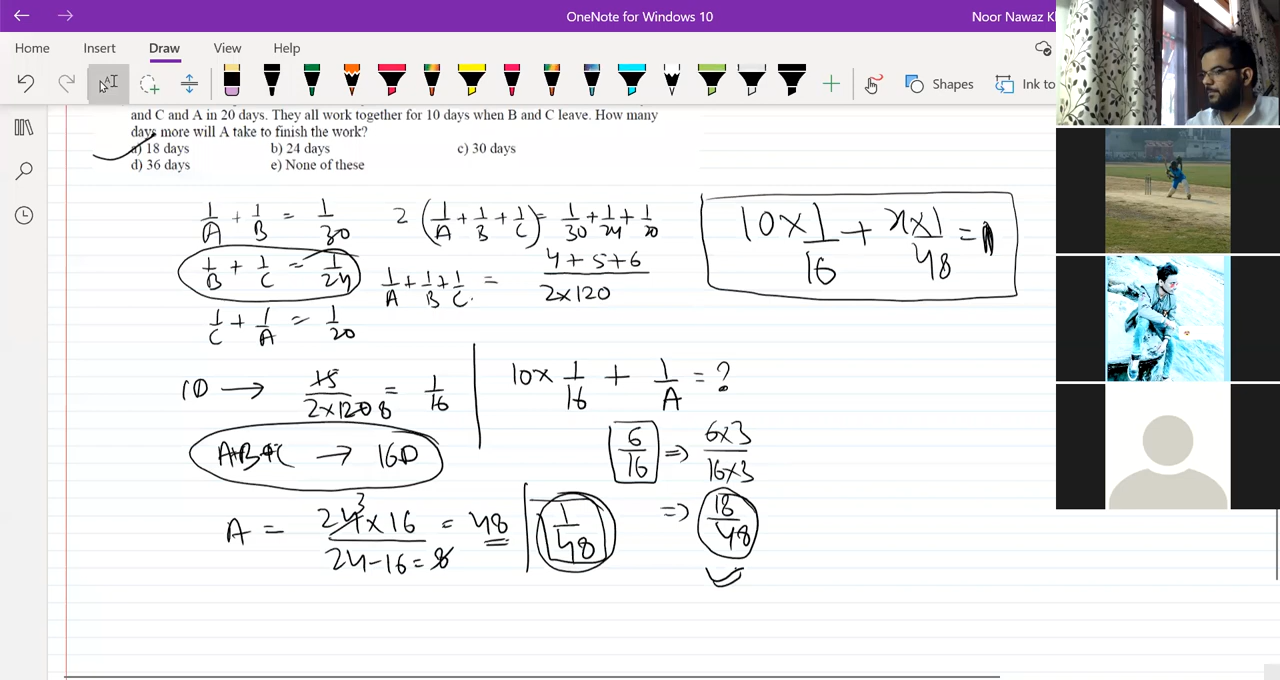 OneNote for Windows 10
Noor Nawaz K
Home Insert Draw View Help
Shapes Ink to
and C and A in 20 days. They all work together for 10 days when B and C leave. How many
days more will A take to finish the work?
a) 18 days b) 24 days c) 30 days
d) 36 days e) None of these
1/A + 1/B = 1/30
2 (1/A + 1/B + 1/C) = 1/30 + 1/24 + 1/20
10×1/16 + x×1/48 = 1
1/B + 1/C = 1/24
1/A + 1/B + 1/C = 4+5+6/2×120
1/C + 1/A = 1/20
1D → 15/2×120 8 = 1/16
10× 1/16 + 1/A = ?
A+B+C → 16D
6/16 => 6×3/16×3
A = 24 3 ×16/24-16=8 = 48
1/48
=> 18/48